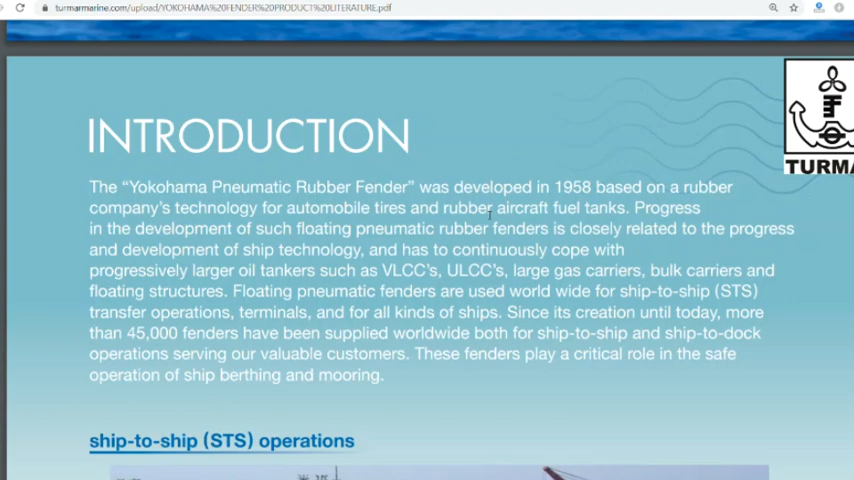 turmarmarine.com/upload/YOKOHAMA%20FENDER%20PRODUCT%20LITERATURE.pdf
INTRODUCTION
TURMA
The “Yokohama Pneumatic Rubber Fender” was developed in 1958 based on a rubber
company’s technology for automobile tires and rubber aircraft fuel tanks. Progress
in the development of such floating pneumatic rubber fenders is closely related to the progress
and development of ship technology, and has to continuously cope with
progressively larger oil tankers such as VLCC’s, ULCC’s, large gas carriers, bulk carriers and
floating structures. Floating pneumatic fenders are used world wide for ship-to-ship (STS)
transfer operations, terminals, and for all kinds of ships. Since its creation until today, more
than 45,000 fenders have been supplied worldwide both for ship-to-ship and ship-to-dock
operations serving our valuable customers. These fenders play a critical role in the safe
operation of ship berthing and mooring.
ship-to-ship (STS) operations